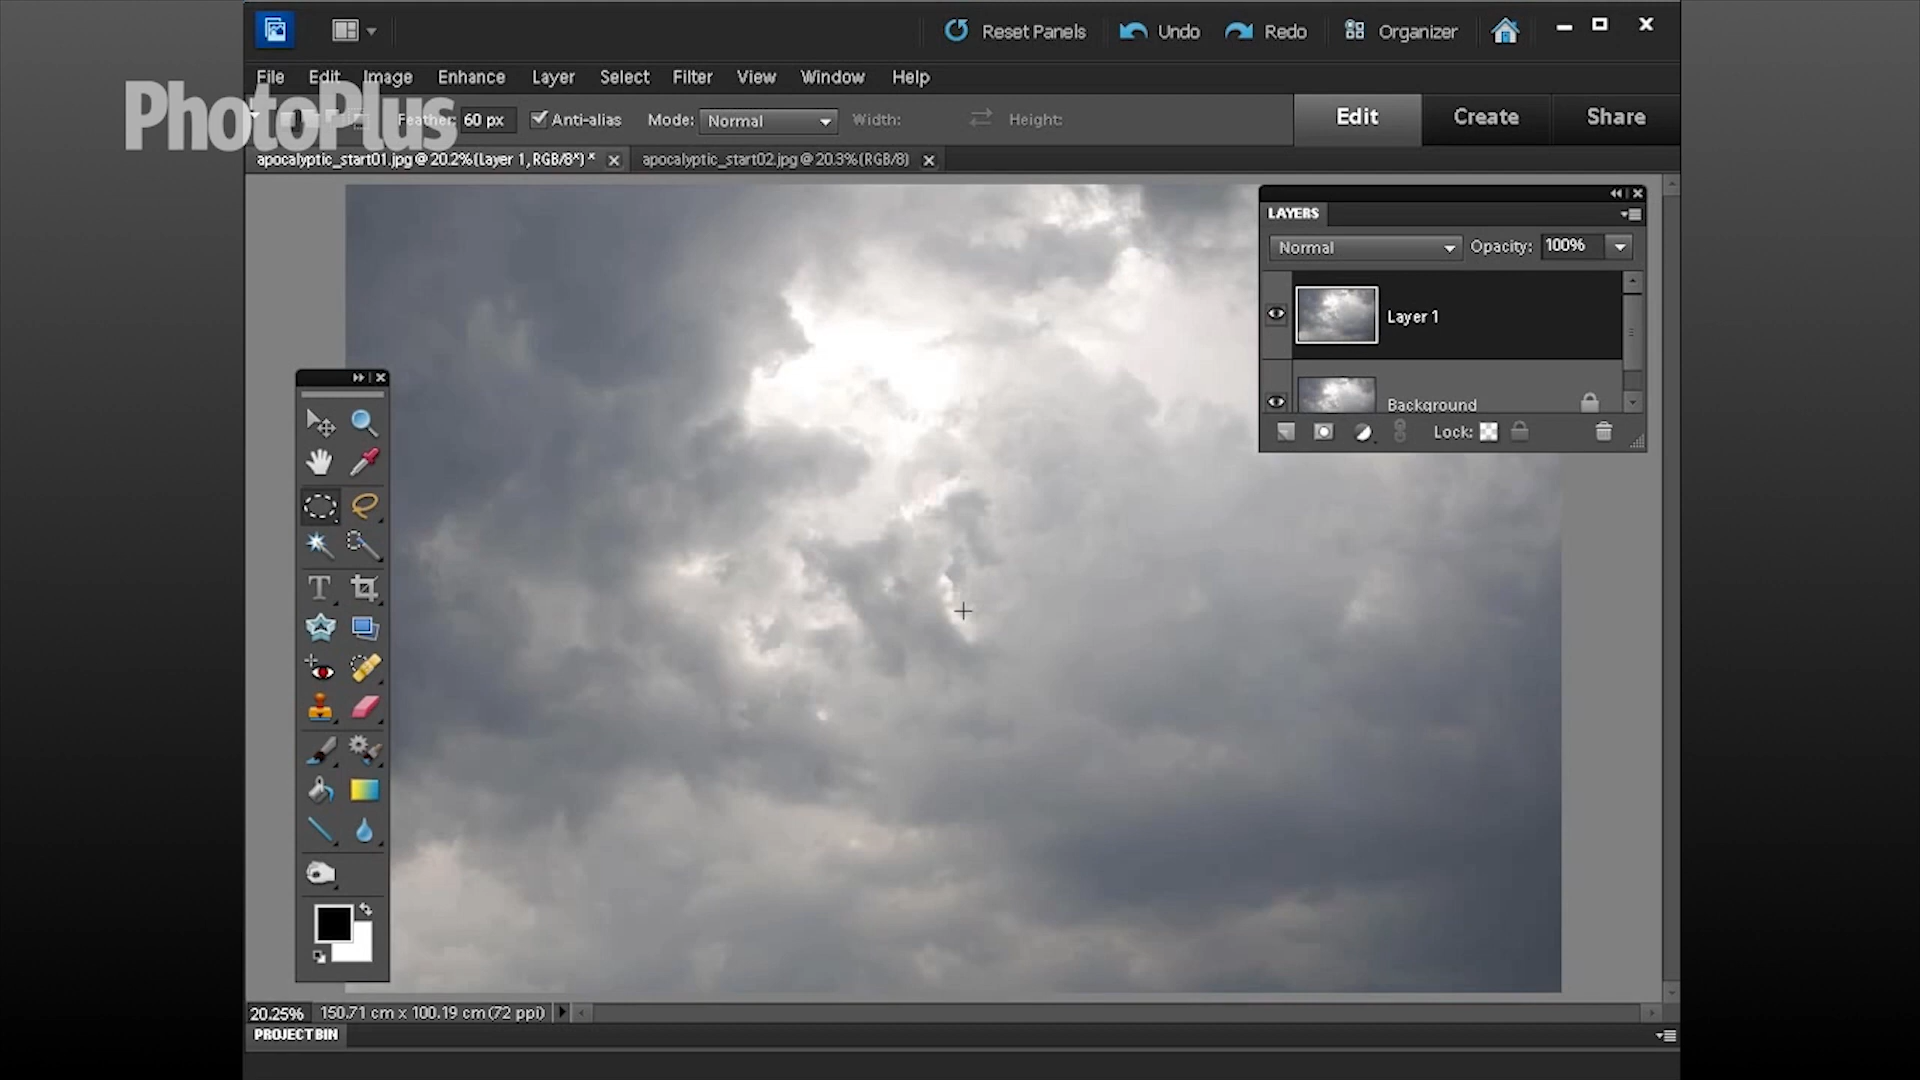 Reset Panels Undo Redo Organizer
File Edit Image Enhance Layer Select Filter View Window Help
PhotoPlus
Feather: 60 px Anti-alias Mode: Normal Width: Height: Edit Create Share
apocalyptic_start01.jpg @ 20.2% (Layer 1, RGB/8*) * apocalyptic_start02.jpg @ 20.3% (RGB/8)
LAYERS
Normal Opacity: 100%
Layer 1
Background
Lock:
20.25% 150.71 cm x 100.19 cm (72 ppi)
PROJECT BIN